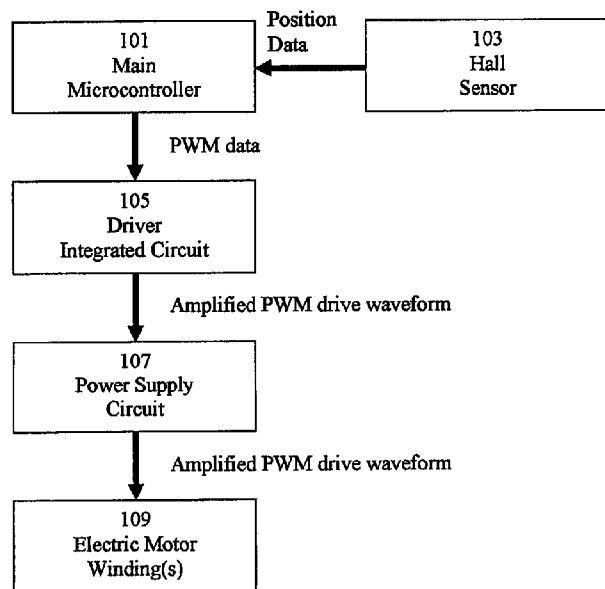 101
Main
Microcontroller
Position
Data
103
Hall
Sensor
PWM data
105
Driver
Integrated Circuit
Amplified PWM drive waveform
107
Power Supply
Circuit
Amplified PWM drive waveform
109
Electric Motor
Winding(s)